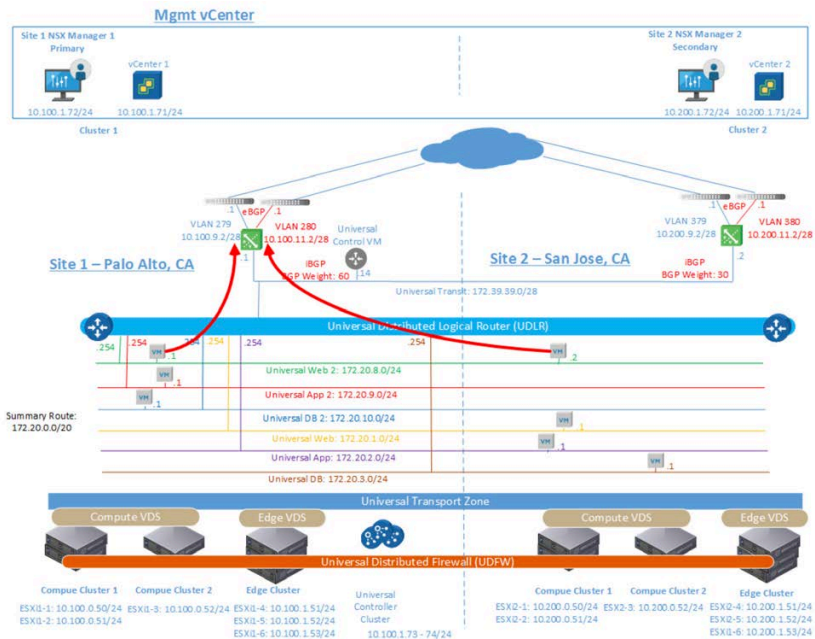 Mgmt vCenter
Site 1 NSX Manager 1
Primary
vCenter 1
10.100.1.72/24
10.100.1.71/24
Cluster 1
Site 2 NSX Manager 2
Secondary
vCenter 2
10.200.1.72/24
10.200.1.71/24
Cluster 2
.1
eBGP
.1
VLAN 279
10.100.9.2/28
VLAN 280
10.100.11.2/28
Universal
Control VM
.1
.14
Site 1 – Palo Alto, CA
iBGP
BGP Weight: 60
.1
eBGP
.1
VLAN 379
10.200.9.2/28
VLAN 380
10.200.11.2/28
.2
Site 2 – San Jose, CA
iBGP
BGP Weight: 30
Universal Transit: 172.39.39.0/28
Universal Distributed Logical Router (UDLR)
.254
.254
.254
.254
.254
.254
VM
.1
VM
.2
Universal Web 2: 172.20.8.0/24
VM
.1
Universal App 2: 172.20.9.0/24
VM
.1
Summary Route:
172.20.0.0/20
Universal DB 2: 172.20.10.0/24
VM
.1
Universal Web: 172.20.1.0/24
VM
.1
Universal App: 172.20.2.0/24
VM
.1
Universal DB: 172.20.3.0/24
Universal Transport Zone
Compute VDS
Edge VDS
Compute VDS
Edge VDS
Universal Distributed Firewall (UDFW)
Compue Cluster 1
ESXi1-1: 10.100.0.50/24
ESXi1-2: 10.100.0.51/24
Compue Cluster 2
ESXi1-3: 10.100.0.52/24
Edge Cluster
ESXi1-4: 10.100.1.51/24
ESXi1-5: 10.100.1.52/24
ESXi1-6: 10.100.1.53/24
Universal
Controller
Cluster
10.100.1.73 - 74/24
Compue Cluster 1
ESXi2-1: 10.200.0.50/24
ESXi2-2: 10.200.0.51/24
Compue Cluster 2
ESXi2-3: 10.200.0.52/24
Edge Cluster
ESXi2-4: 10.200.1.51/24
ESXi2-5: 10.200.1.52/24
ESXi2-6: 10.200.1.53/24